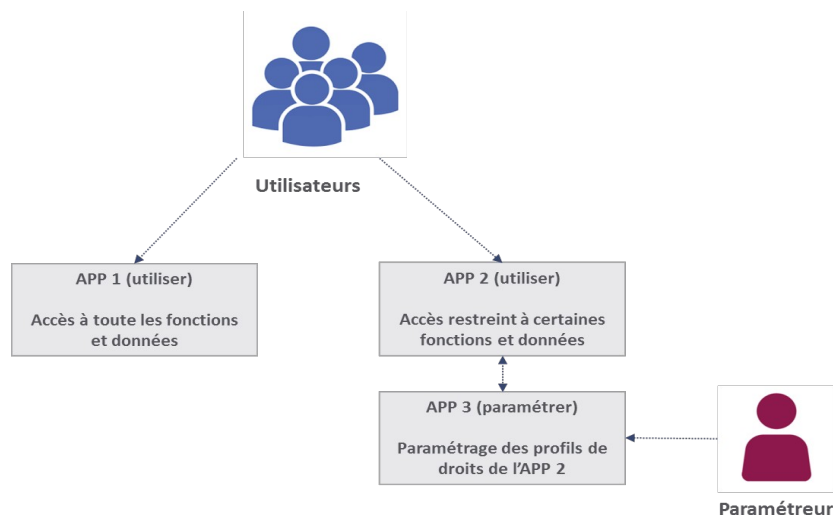 Utilisateurs
APP 1 (utiliser)
Accès à toute les fonctions
et données
APP 2 (utiliser)
Accès restreint à certaines
fonctions et données
APP 3 (paramétrer)
Paramétrage des profils de
droits de l’APP 2
Paramétreur